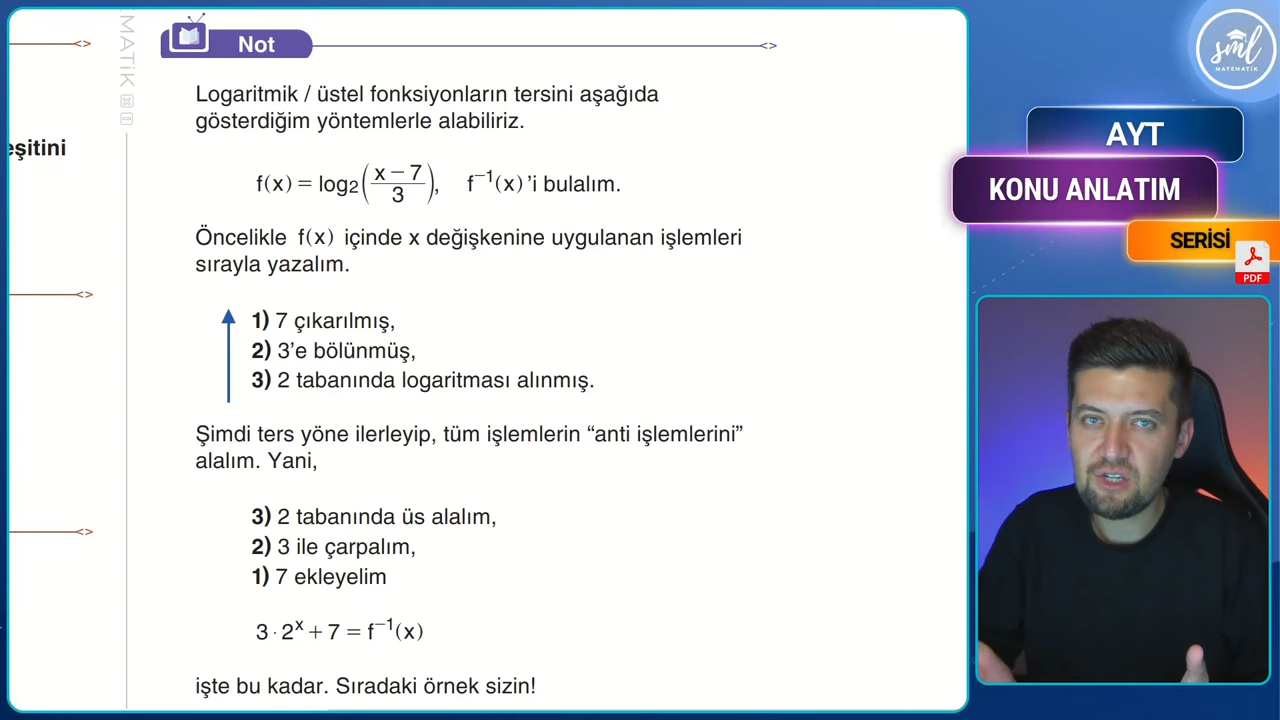 MATİK
eşitini
Not
Logaritmik / üstel fonksiyonların tersini aşağıda
gösterdiğim yöntemlerle alabiliriz.
f(x) = log₂((x − 7)/3), f⁻¹(x)'i bulalım.
Öncelikle f(x) içinde x değişkenine uygulanan işlemleri
sırayla yazalım.
1) 7 çıkarılmış,
2) 3'e bölünmüş,
3) 2 tabanında logaritması alınmış.
Şimdi ters yöne ilerleyip, tüm işlemlerin “anti işlemlerini”
alalım. Yani,
3) 2 tabanında üs alalım,
2) 3 ile çarpalım,
1) 7 ekleyelim
3 · 2ˣ + 7 = f⁻¹(x)
işte bu kadar. Sıradaki örnek sizin!
sml
MATEMATİK
AYT
KONU ANLATIM
SERİSİ
PDF